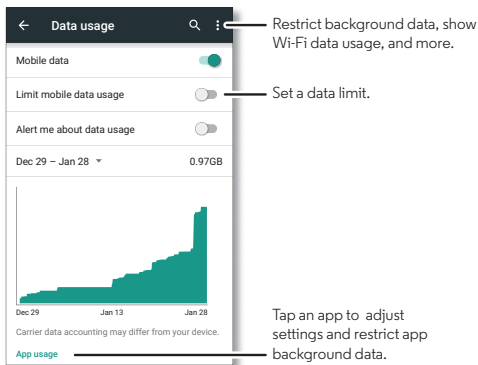 Data usage
Restrict background data, show
Wi-Fi data usage, and more.
Mobile data
Limit mobile data usage
Set a data limit.
Alert me about data usage
Dec 29 – Jan 28
0.97GB
Dec 29
Jan 13
Jan 28
Carrier data accounting may differ from your device.
App usage
Tap an app to adjust
settings and restrict app
background data.